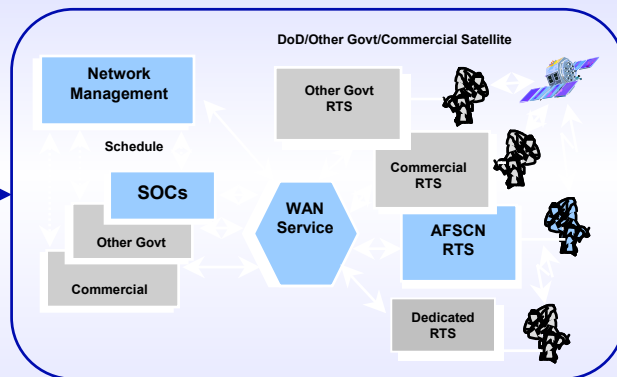 DoD/Other Govt/Commercial Satellite
Network
Management
Other Govt
RTS
Schedule
Commercial
RTS
SOCs
WAN
Service
AFSCN
RTS
Other Govt
Commercial
Dedicated
RTS